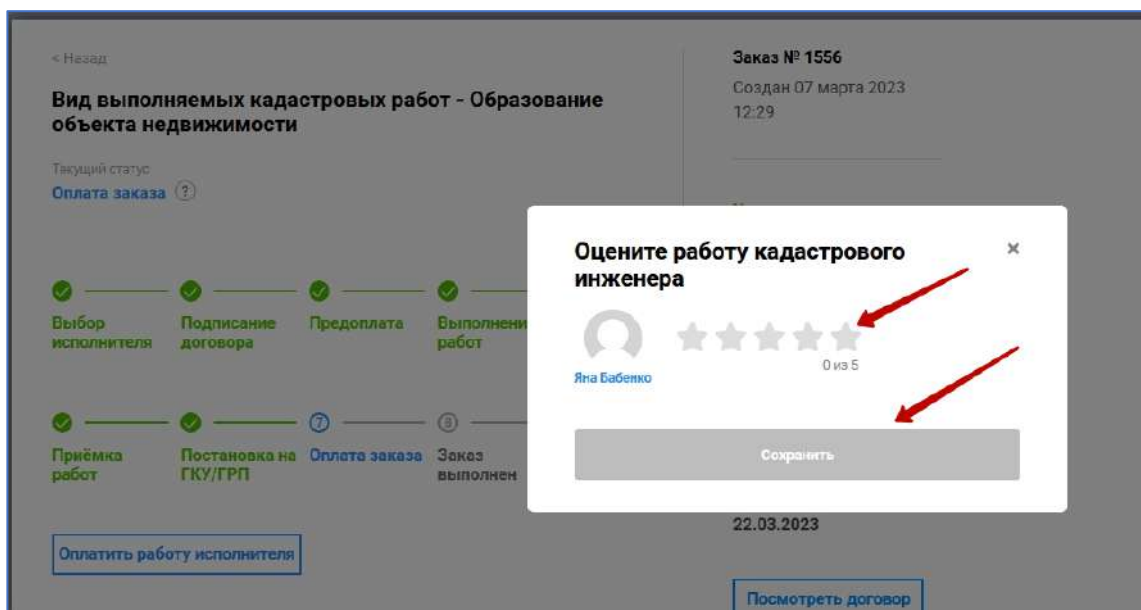 < Назад
Вид выполняемых кадастровых работ - Образование
объекта недвижимости
Текущий статус
Оплата заказа ?
Выбор
исполнителя
Подписание
договора
Предоплата
Выполнени
работ
Приёмка
работ
Постановка на
ГКУ/ГРП
7
Оплата заказа
8
Заказ
выполнен
Оплатить работу исполнителя
Заказ № 1556
Создан 07 марта 2023
12:29
Оцените работу кадастрового
инженера
×
Яна Бабенко
0 из 5
Сохранить
22.03.2023
Посмотреть договор